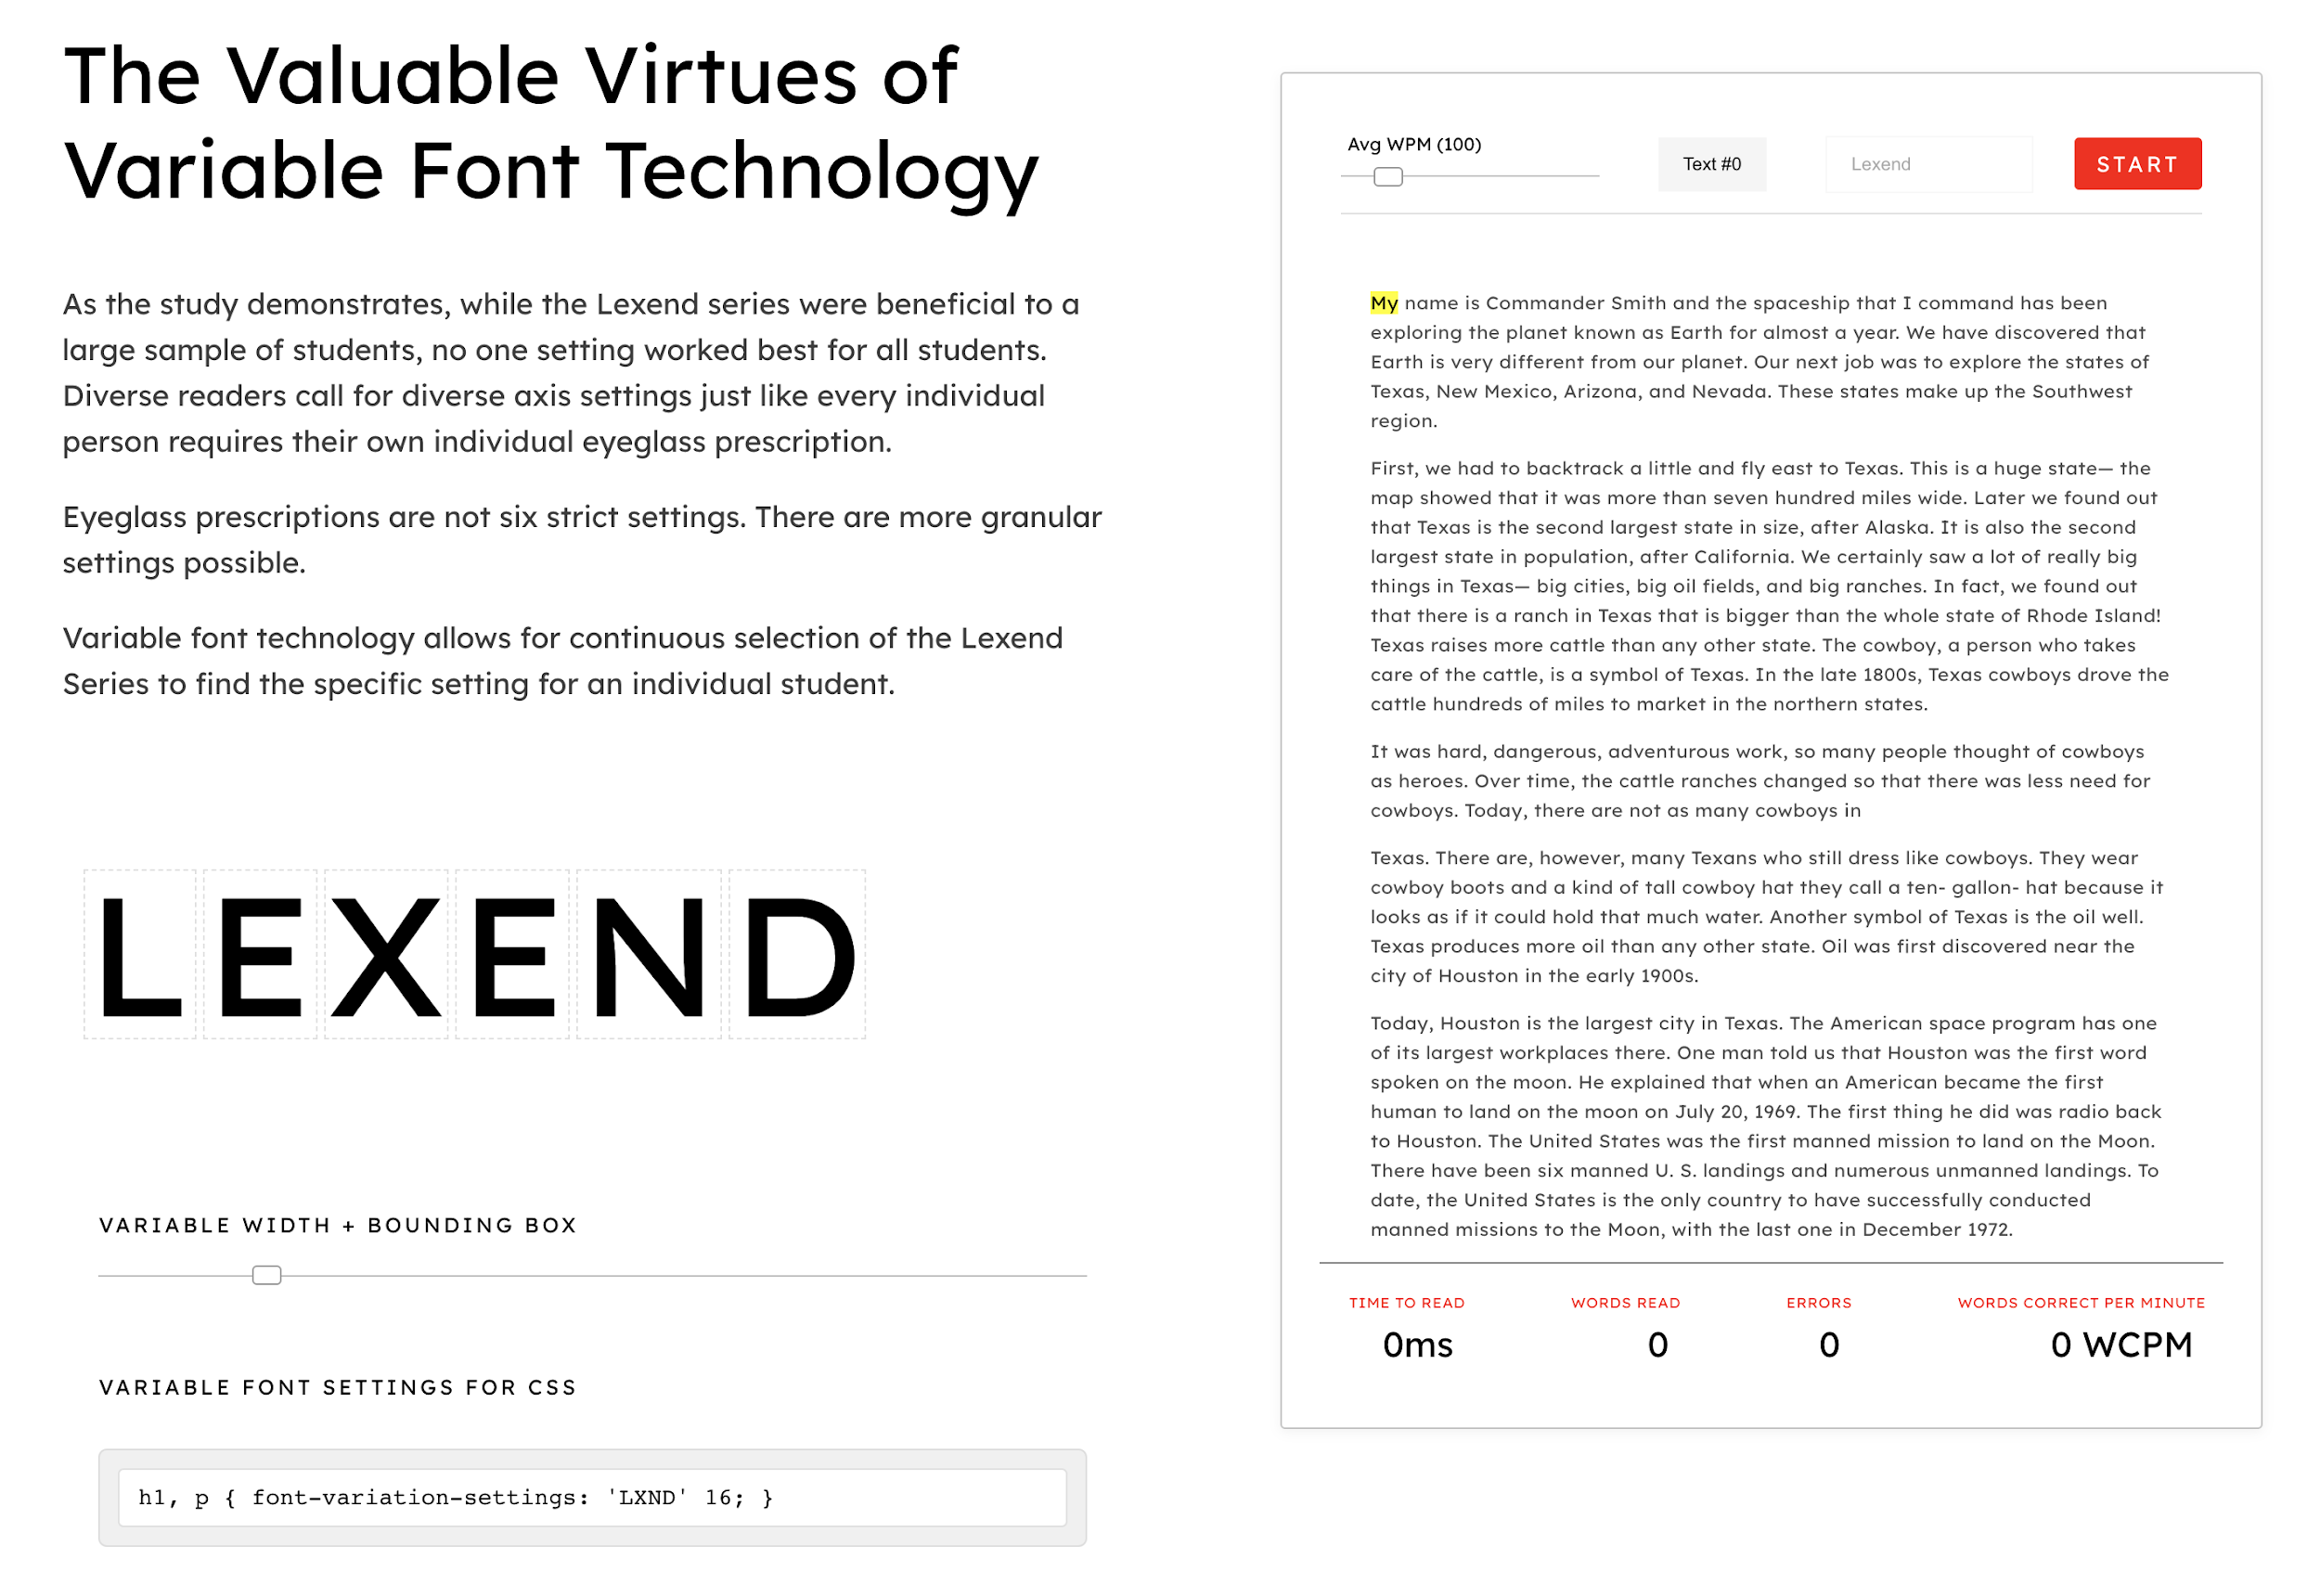 The Valuable Virtues of
Variable Font Technology
As the study demonstrates, while the Lexend series were beneficial to a
large sample of students, no one setting worked best for all students.
Diverse readers call for diverse axis settings just like every individual
person requires their own individual eyeglass prescription.
Eyeglass prescriptions are not six strict settings. There are more granular
settings possible.
Variable font technology allows for continuous selection of the Lexend
Series to find the specific setting for an individual student.
LEXEND
VARIABLE WIDTH + BOUNDING BOX
VARIABLE FONT SETTINGS FOR CSS
h1, p { font-variation-settings: 'LXND' 16; }
Avg WPM (100)
Text #0
Lexend
START
My name is Commander Smith and the spaceship that I command has been
exploring the planet known as Earth for almost a year. We have discovered that
Earth is very different from our planet. Our next job was to explore the states of
Texas, New Mexico, Arizona, and Nevada. These states make up the Southwest
region.
First, we had to backtrack a little and fly east to Texas. This is a huge state— the
map showed that it was more than seven hundred miles wide. Later we found out
that Texas is the second largest state in size, after Alaska. It is also the second
largest state in population, after California. We certainly saw a lot of really big
things in Texas— big cities, big oil fields, and big ranches. In fact, we found out
that there is a ranch in Texas that is bigger than the whole state of Rhode Island!
Texas raises more cattle than any other state. The cowboy, a person who takes
care of the cattle, is a symbol of Texas. In the late 1800s, Texas cowboys drove the
cattle hundreds of miles to market in the northern states.
It was hard, dangerous, adventurous work, so many people thought of cowboys
as heroes. Over time, the cattle ranches changed so that there was less need for
cowboys. Today, there are not as many cowboys in
Texas. There are, however, many Texans who still dress like cowboys. They wear
cowboy boots and a kind of tall cowboy hat they call a ten- gallon- hat because it
looks as if it could hold that much water. Another symbol of Texas is the oil well.
Texas produces more oil than any other state. Oil was first discovered near the
city of Houston in the early 1900s.
Today, Houston is the largest city in Texas. The American space program has one
of its largest workplaces there. One man told us that Houston was the first word
spoken on the moon. He explained that when an American became the first
human to land on the moon on July 20, 1969. The first thing he did was radio back
to Houston. The United States was the first manned mission to land on the Moon.
There have been six manned U. S. landings and numerous unmanned landings. To
date, the United States is the only country to have successfully conducted
manned missions to the Moon, with the last one in December 1972.
TIME TO READ
0ms
WORDS READ
0
ERRORS
0
WORDS CORRECT PER MINUTE
0 WCPM